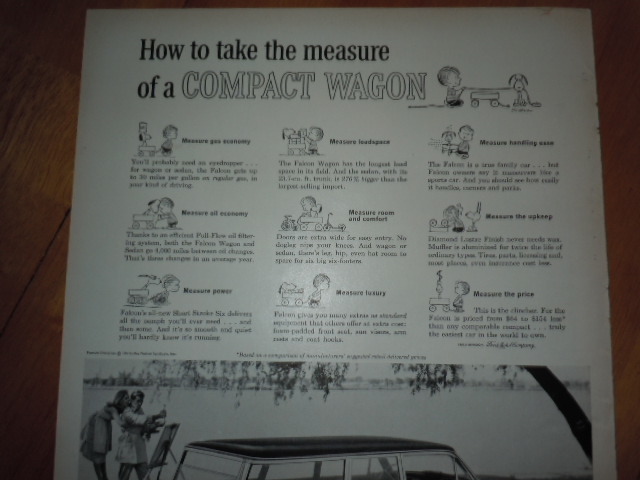 How to take the measure
of a COMPACT WAGON
Measure gas economy
You'll probably need an eyedropper . . .
for wagon or sedan, the Falcon gets up
to 30 miles per gallon on regular gas, in
your kind of driving.
Measure loadspace
The Falcon Wagon has the longest load
space in its field. And the sedan, with its
23.7-cu. ft. trunk, is 276% bigger than the
largest selling import.
Measure handling ease
The Falcon is a true family car . . . but
Falcon owners say it maneuvers like a
sports car. And you should see how easily
it handles, corners and parks.
Measure oil economy
Thanks to an efficient Full-Flow oil filter-
ing system, both the Falcon Wagon and
Sedan go 4,000 miles between oil changes.
That's three changes in an average year.
Measure room
and comfort
Doors are extra wide for easy entry. No
dogleg nips your knees. And wagon or
sedan, there's leg, hip, even hat room to
spare for six big six-footers.
Measure the upkeep
Diamond Lustre Finish never needs wax.
Muffler is aluminized for twice the life of
ordinary types. Tires, parts, licensing and,
most places, even insurance cost less.
Measure power
Falcon's all-new Short Stroke Six delivers
all the oomph you'll ever need . . . and
then some. And it's so smooth and quiet
you'll hardly know it's running.
Measure luxury
Falcon gives you many extras as standard
equipment that others offer at extra cost:
foam-padded front seat, sun visors, arm
rests and coat hooks.
Measure the price
This is the clincher. For the
Falcon is priced from $84 to $554 less*
than any comparable compact . . . truly
the easiest car in the world to own.
*Based on a comparison of manufacturers' suggested retail delivered prices